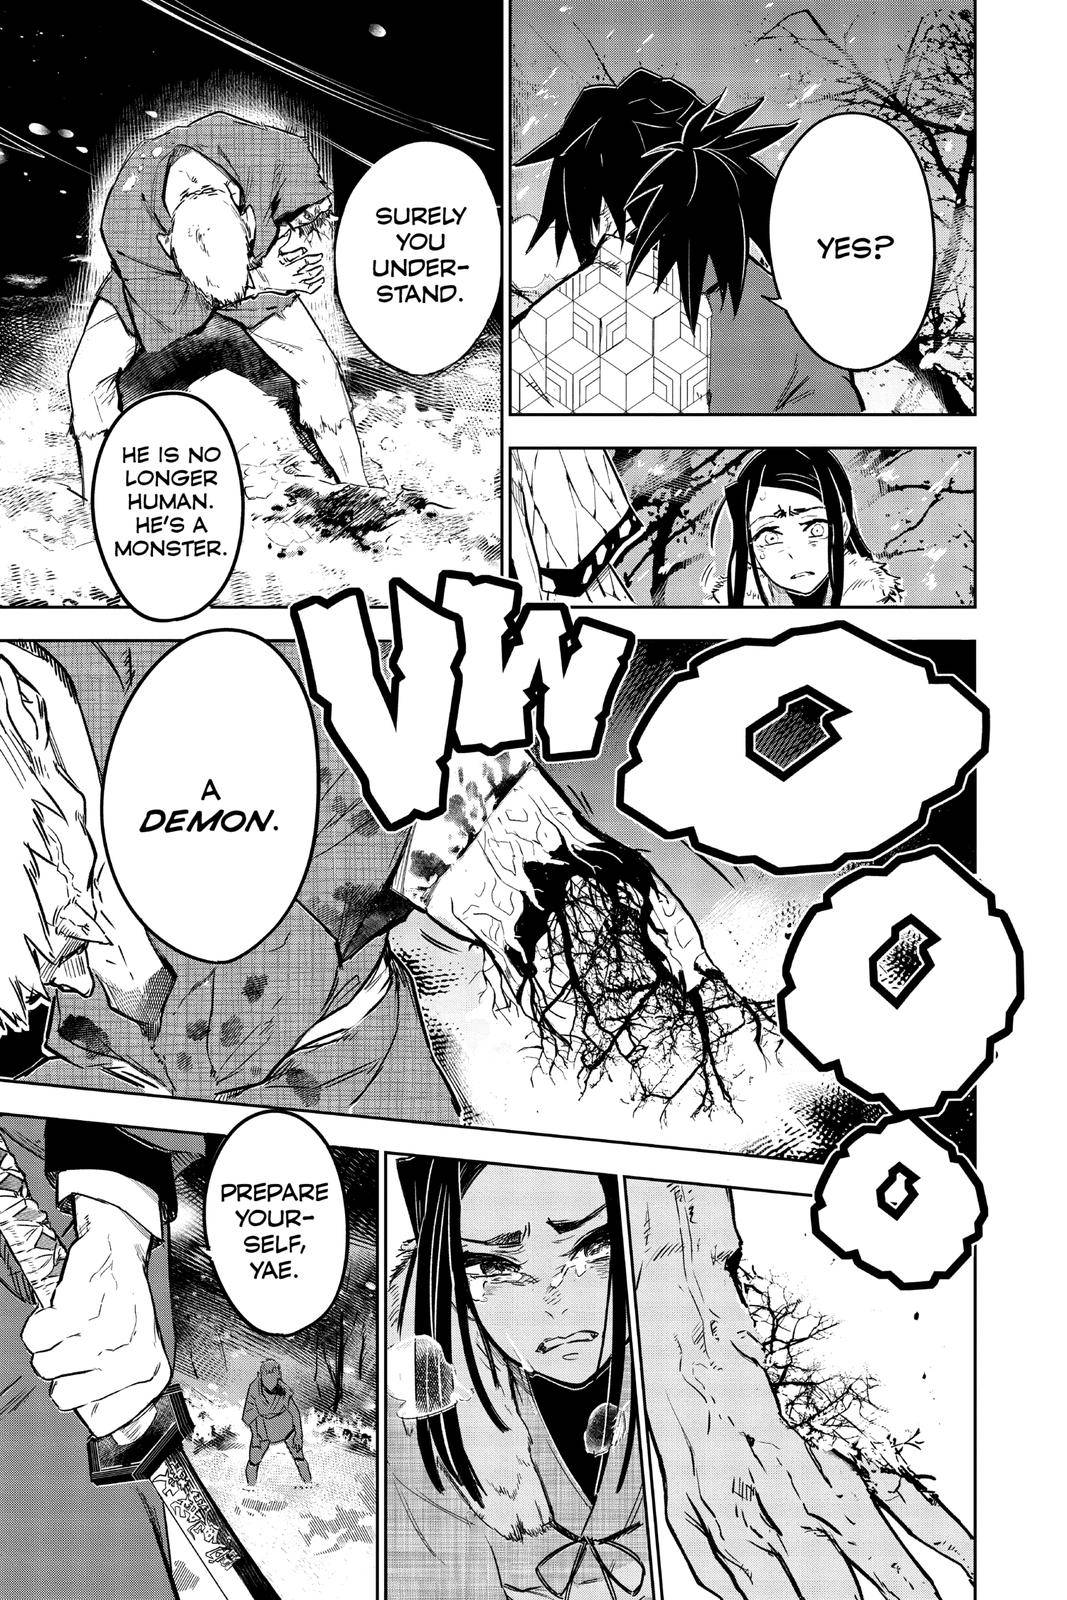 YES?
SURELY
YOU
UNDER-
STAND.
HE IS NO
LONGER
HUMAN.
HE'S A
MONSTER.
VWOOO
A
DEMON.
PREPARE
YOUR-
SELF,
YAE.